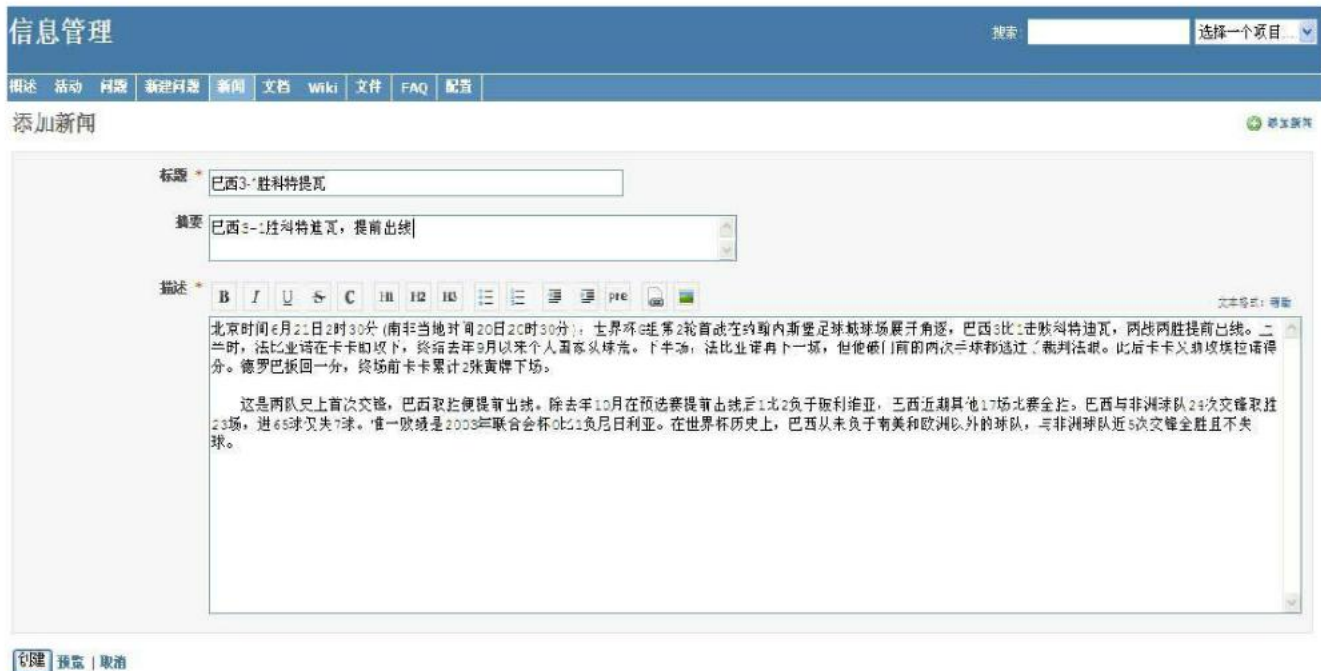 信息管理
搜索: 选择一个项目...
概述 活动 问题 新建问题 新闻 文档 Wiki 文件 FAQ 配置
添加新闻
添加新闻
标题 * 巴西3-1胜科特提瓦
摘要 巴西3-1胜科特迪瓦，提前出线
描述 * B I U S C H1 H2 H3 pre
文本格式：帮助
北京时间6月21日2时30分(南非当地时间20日20时30分)，世界杯G组第2轮首战在约翰内斯堡足球城球场展开角逐，巴西3比1击败科特迪瓦，两战两胜提前出线。上
半时，法比亚诺在卡卡助攻下，终结去年9月以来个人国家队球荒。下半场，法比亚诺再下一城，但他破门前的两次手球都逃过了裁判法眼。此后卡卡又助攻埃拉诺得
分。德罗巴扳回一分，终场前卡卡累计2张黄牌下场。
这是两队史上首次交锋，巴西取胜便提前出线。除去年10月在预选赛提前出线后1比2负于玻利维亚，巴西近期其他17场比赛全胜。巴西与非洲球队24次交锋取胜
23场，进65球仅失7球。唯一败绩是2003年联合会杯0比1负尼日利亚。在世界杯历史上，巴西从未负于南美和欧洲以外的球队，与非洲球队近5次交锋全胜且不失
球。
创建 预览 | 取消